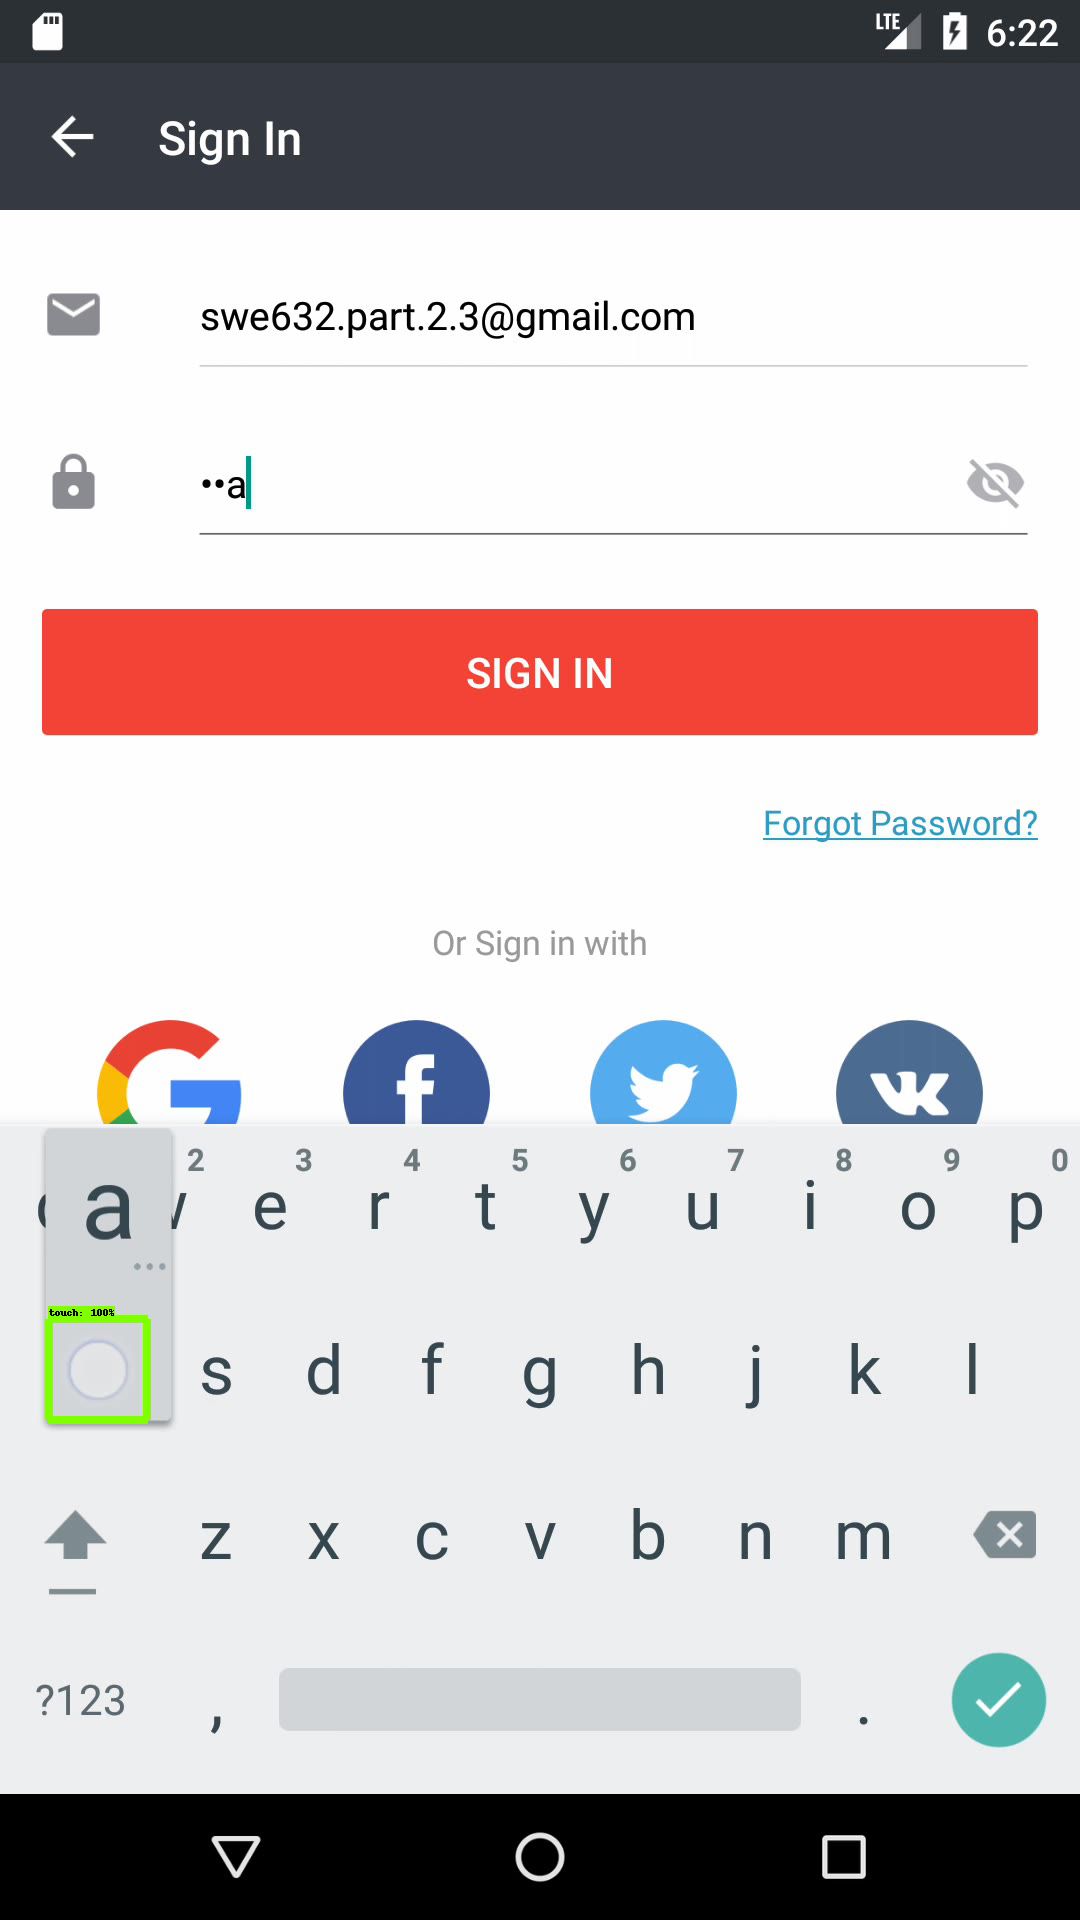 LTE 6:22
Sign In
swe632.part.2.3@gmail.com
••a
SIGN IN
Forgot Password?
Or Sign in with
2 3 4 5 6 7 8 9 0
a e r t y u i o p
touch: 100%
s d f g h j k l
z x c v b n m
?123 , .